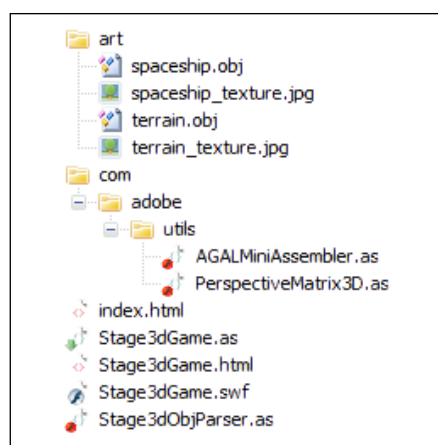 art
spaceship.obj
spaceship_texture.jpg
terrain.obj
terrain_texture.jpg
com
adobe
utils
AGALMiniAssembler.as
PerspectiveMatrix3D.as
index.html
Stage3dGame.as
Stage3dGame.html
Stage3dGame.swf
Stage3dObjParser.as